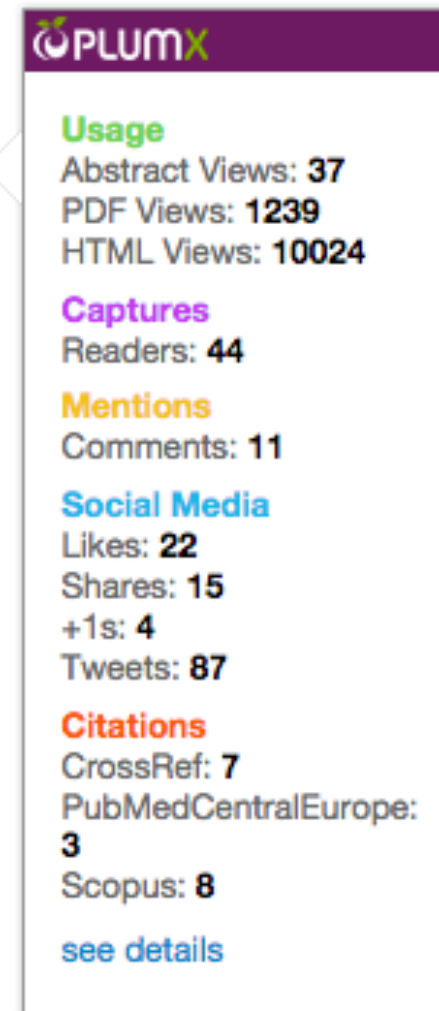 PLUMX
Usage
Abstract Views: 37
PDF Views: 1239
HTML Views: 10024
Captures
Readers: 44
Mentions
Comments: 11
Social Media
Likes: 22
Shares: 15
+1s: 4
Tweets: 87
Citations
CrossRef: 7
PubMedCentralEurope:
3
Scopus: 8
see details